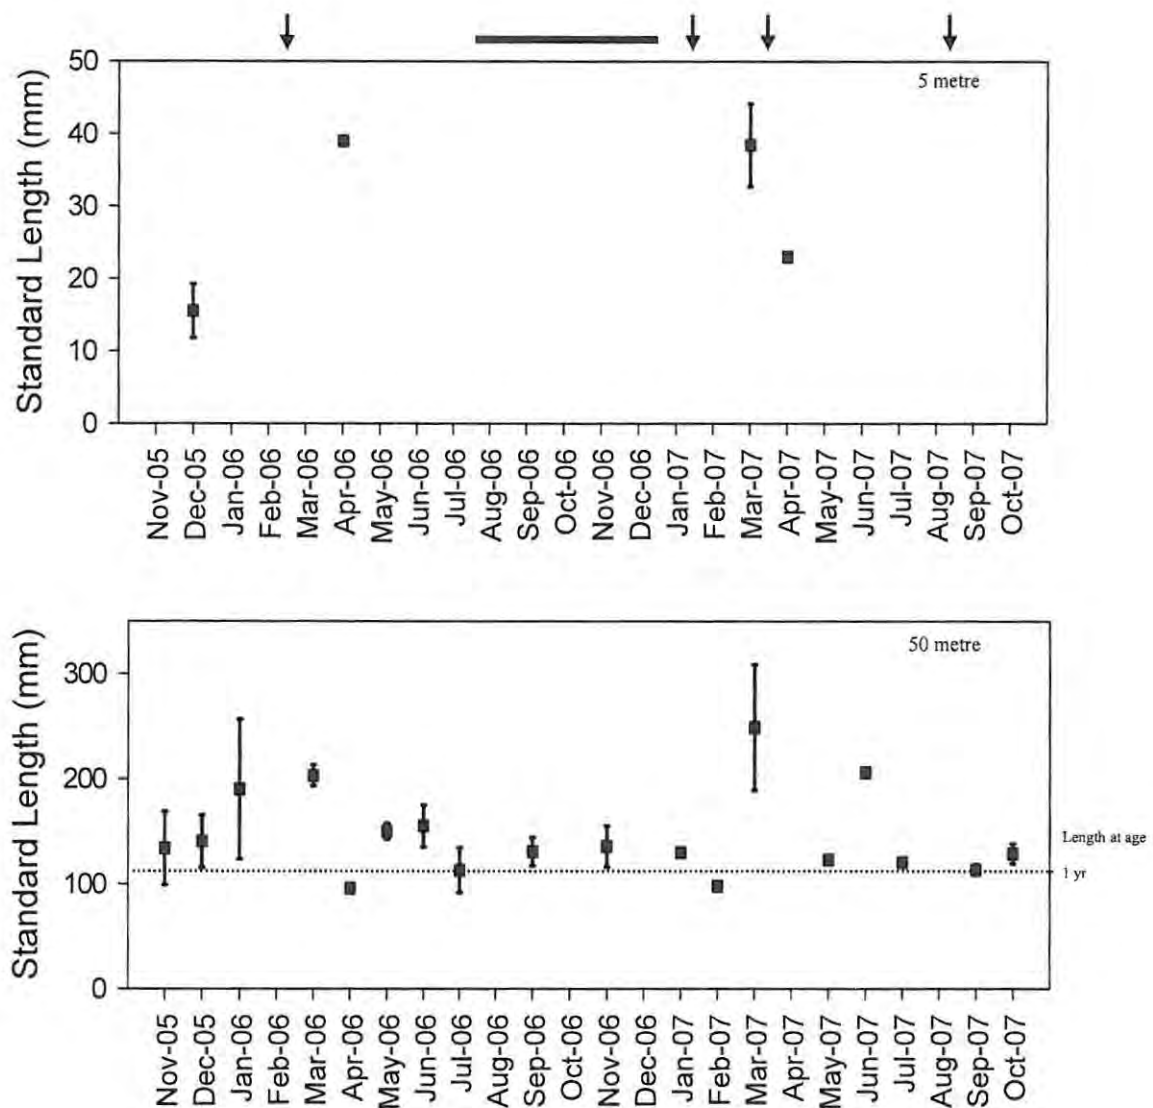 5 metre
Standard Length (mm)
50
40
30
20
10
0
Nov-05
Dec-05
Jan-06
Feb-06
Mar-06
Apr-06
May-06
Jun-06
Jul-06
Aug-06
Sep-06
Oct-06
Nov-06
Dec-06
Jan-07
Feb-07
Mar-07
Apr-07
May-07
Jun-07
Jul-07
Aug-07
Sep-07
Oct-07
50 metre
Standard Length (mm)
300
200
100
0
Length at age
1 yr
Nov-05
Dec-05
Jan-06
Feb-06
Mar-06
Apr-06
May-06
Jun-06
Jul-06
Aug-06
Sep-06
Oct-06
Nov-06
Dec-06
Jan-07
Feb-07
Mar-07
Apr-07
May-07
Jun-07
Jul-07
Aug-07
Sep-07
Oct-07